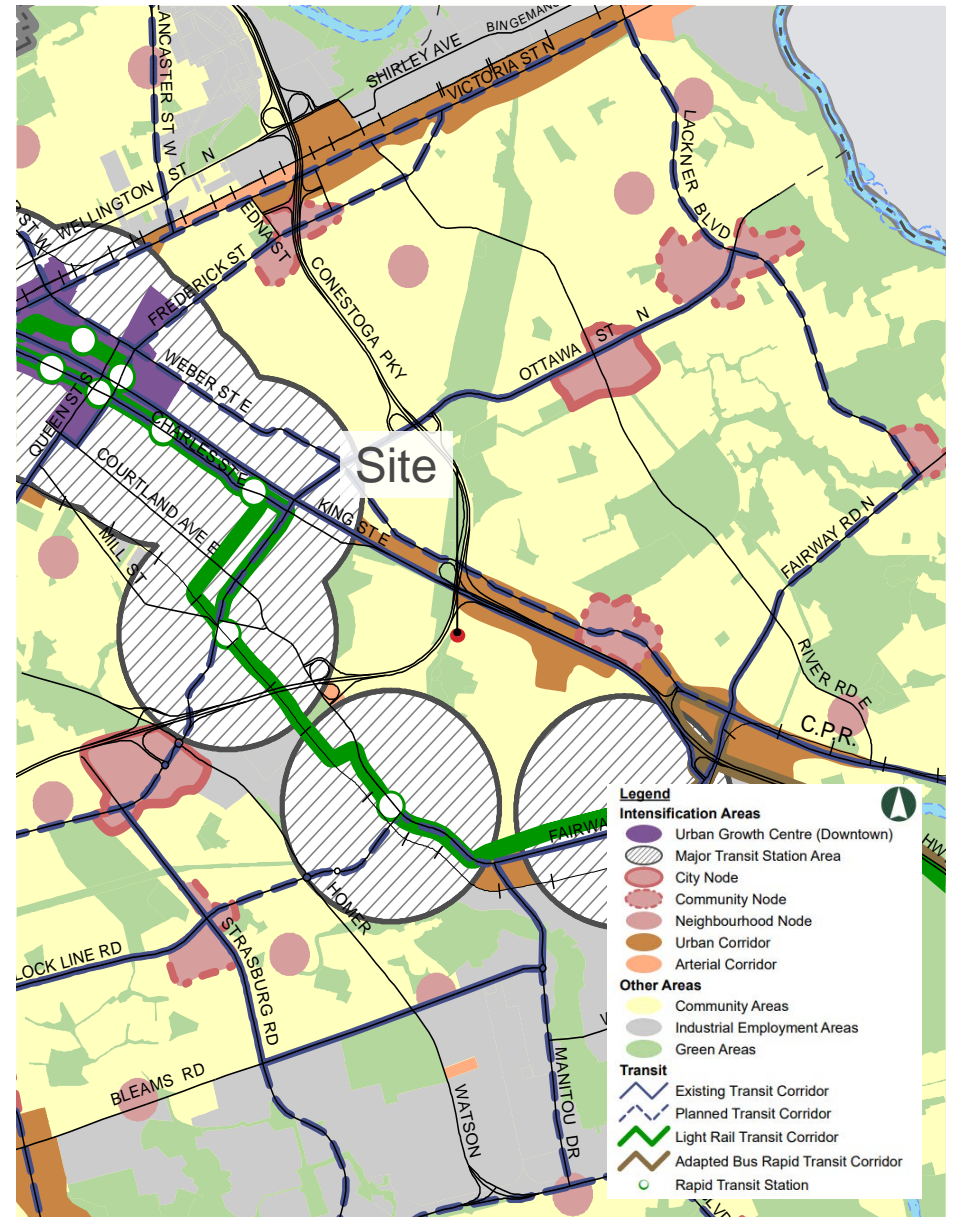 LANCASTER ST W
SHIRLEY AVE
VICTORIA ST N
WELLINGTON ST N
LACKNER BLVD
EDNA ST
FREDERICK ST
CONESTOGA PKY
OTTAWA ST N
WEBER ST E
QUEEN ST S
CHARLES ST E
COURTLAND AVE E
Site
KING ST E
MILL ST
FAIRWAY RD N
RIVER RD E
C.P.R.
HOMER
WATSON
STRASBURG RD
BLEAMS RD
MANITOU DR
Legend
Intensification Areas
Urban Growth Centre (Downtown)
Major Transit Station Area
City Node
Community Node
Neighbourhood Node
Urban Corridor
Arterial Corridor
Other Areas
Community Areas
Industrial Employment Areas
Green Areas
Transit
Existing Transit Corridor
Planned Transit Corridor
Light Rail Transit Corridor
Adapted Bus Rapid Transit Corridor
Rapid Transit Station